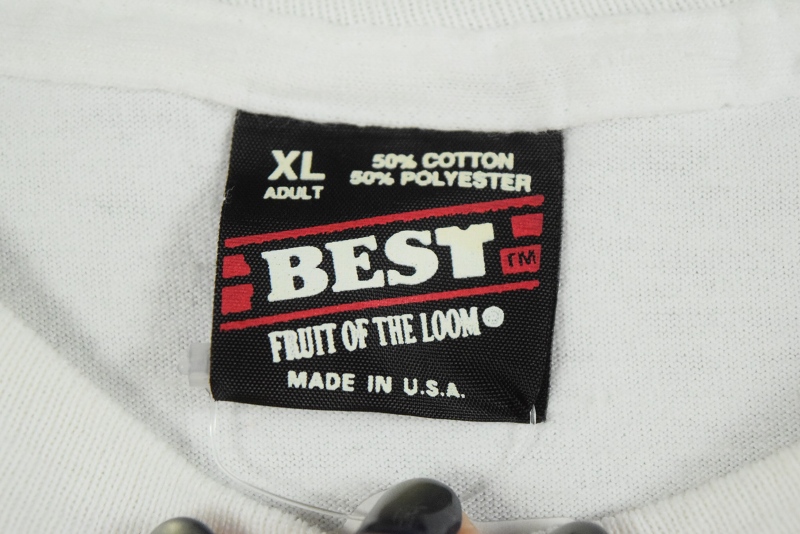 XL
ADULT
50% COTTON
50% POLYESTER
BEST
TM
FRUIT OF THE LOOM®
MADE IN U.S.A.